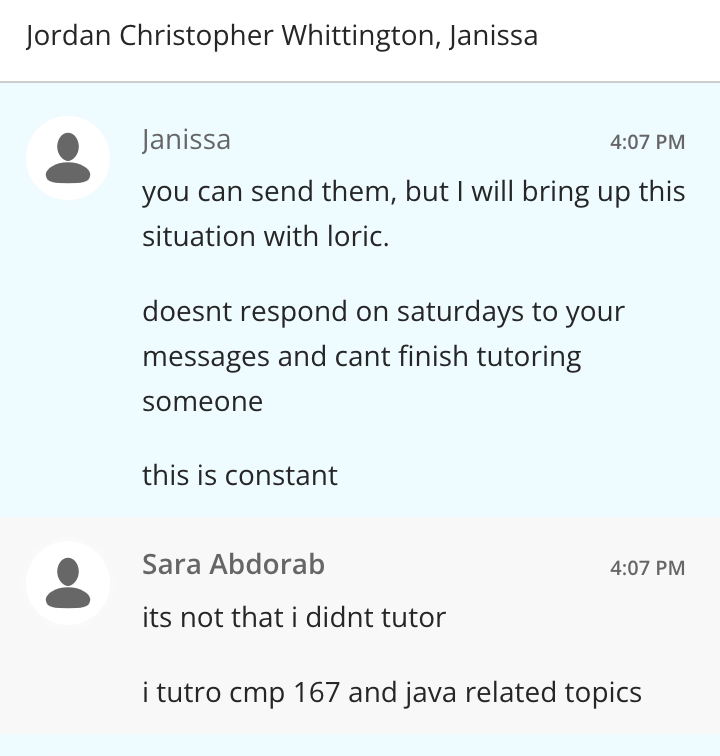 Jordan Christopher Whittington, Janissa
Janissa
4:07 PM
you can send them, but I will bring up this
situation with loric.
doesnt respond on saturdays to your
messages and cant finish tutoring
someone
this is constant
Sara Abdorab
4:07 PM
its not that i didnt tutor
i tutro cmp 167 and java related topics